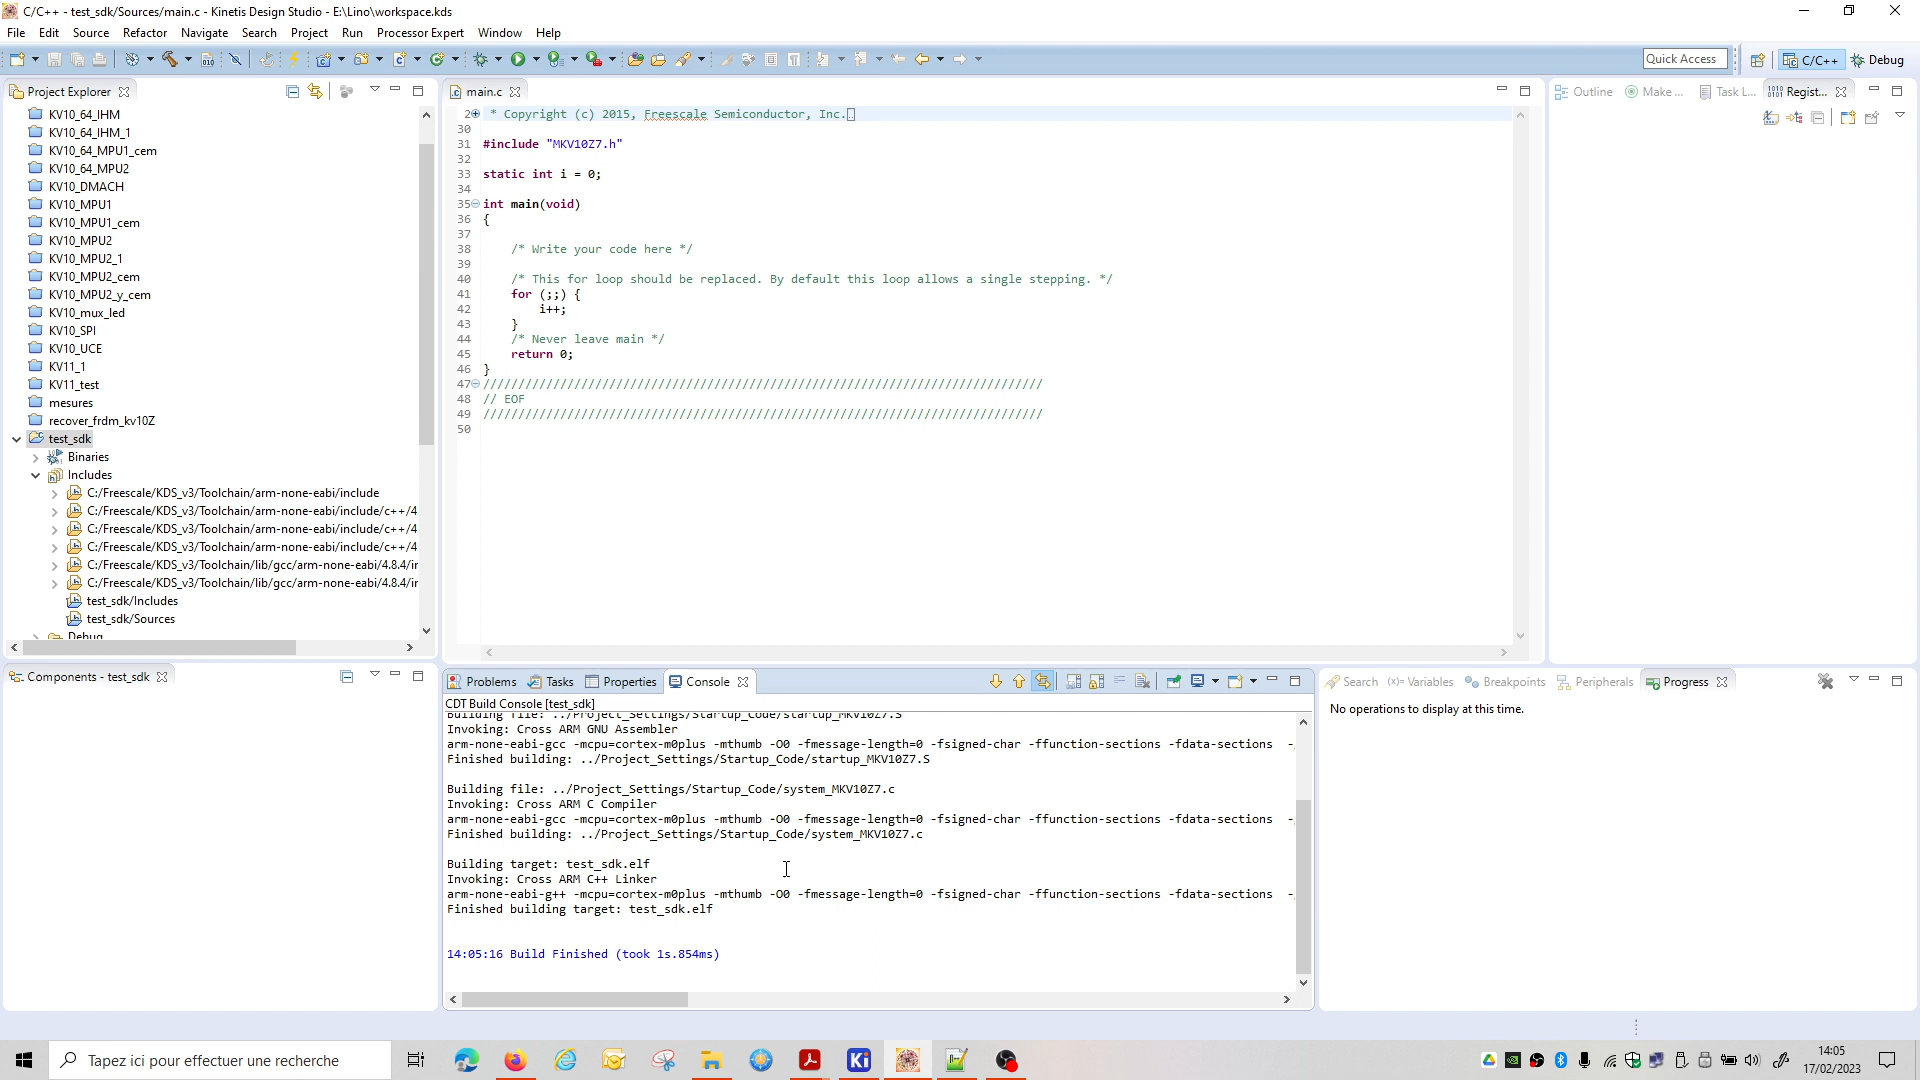 C/C++ - test_sdk/Sources/main.c - Kinetis Design Studio - E:\Lino\workspace.kds
File Edit Source Refactor Navigate Search Project Run Processor Expert Window Help
Quick Access C/C++ Debug
Project Explorer
KV10_64_IHM
KV10_64_IHM_1
KV10_64_MPU1_cem
KV10_64_MPU2
KV10_DMACH
KV10_MPU1
KV10_MPU1_cem
KV10_MPU2
KV10_MPU2_1
KV10_MPU2_cem
KV10_MPU2_y_cem
KV10_mux_led
KV10_SPI
KV10_UCE
KV11_1
KV11_test
mesures
recover_frdm_kv10Z
test_sdk
Binaries
Includes
C:/Freescale/KDS_v3/Toolchain/arm-none-eabi/include
C:/Freescale/KDS_v3/Toolchain/arm-none-eabi/include/c++/4
C:/Freescale/KDS_v3/Toolchain/arm-none-eabi/include/c++/4
C:/Freescale/KDS_v3/Toolchain/arm-none-eabi/include/c++/4
C:/Freescale/KDS_v3/Toolchain/lib/gcc/arm-none-eabi/4.8.4/ir
C:/Freescale/KDS_v3/Toolchain/lib/gcc/arm-none-eabi/4.8.4/ir
test_sdk/Includes
test_sdk/Sources
Debug
main.c
2 * Copyright (c) 2015, Freescale Semiconductor, Inc.
30
31 #include "MKV10Z7.h"
32
33 static int i = 0;
34
35 int main(void)
36 {
37
38 /* Write your code here */
39
40 /* This for loop should be replaced. By default this loop allows a single stepping. */
41 for (;;) {
42 i++;
43 }
44 /* Never leave main */
45 return 0;
46 }
47 ////////////////////////////////////////////////////////////////////////////////
48 // EOF
49 ////////////////////////////////////////////////////////////////////////////////
50
Outline Make ... Task L... Regist...
Components - test_sdk
Problems Tasks Properties Console
CDT Build Console [test_sdk]
Building file: ../Project_Settings/Startup_Code/startup_MKV10Z7.S
Invoking: Cross ARM GNU Assembler
arm-none-eabi-gcc -mcpu=cortex-m0plus -mthumb -O0 -fmessage-length=0 -fsigned-char -ffunction-sections -fdata-sections -
Finished building: ../Project_Settings/Startup_Code/startup_MKV10Z7.S
Building file: ../Project_Settings/Startup_Code/system_MKV10Z7.c
Invoking: Cross ARM C Compiler
arm-none-eabi-gcc -mcpu=cortex-m0plus -mthumb -O0 -fmessage-length=0 -fsigned-char -ffunction-sections -fdata-sections -
Finished building: ../Project_Settings/Startup_Code/system_MKV10Z7.c
Building target: test_sdk.elf
Invoking: Cross ARM C++ Linker
arm-none-eabi-g++ -mcpu=cortex-m0plus -mthumb -O0 -fmessage-length=0 -fsigned-char -ffunction-sections -fdata-sections -
Finished building target: test_sdk.elf
14:05:16 Build Finished (took 1s.854ms)
Search (x)= Variables Breakpoints Peripherals Progress
No operations to display at this time.
Tapez ici pour effectuer une recherche
Ki
14:05
17/02/2023